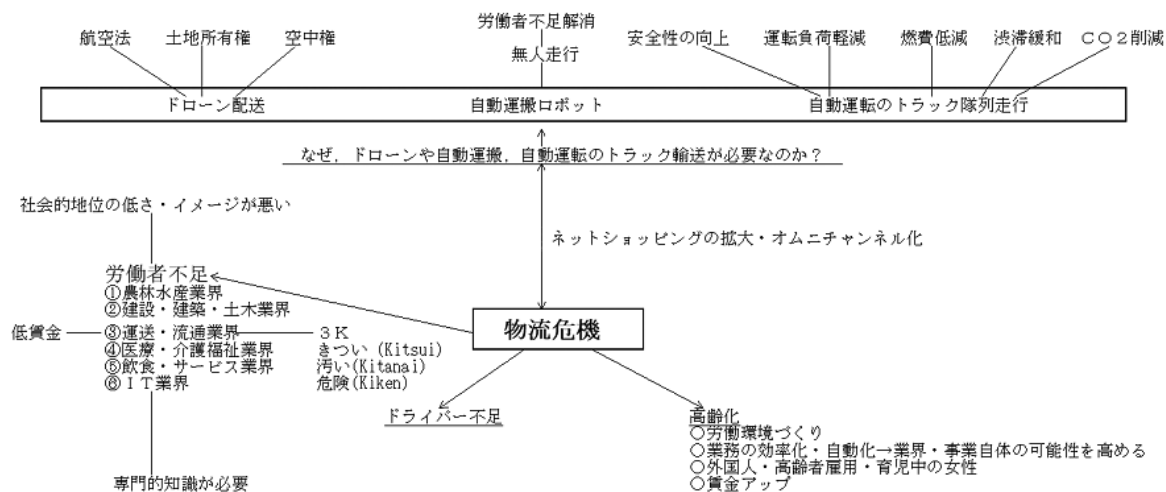 労働者不足解消
航空法 土地所有権 空中権 無人走行 安全性の向上 運転負荷軽減 燃費低減 渋滞緩和 CO2削減
ドローン配送 自動運搬ロボット 自動運転のトラック隊列走行
なぜ,ドローンや自動運搬,自動運転のトラック輸送が必要なのか?
社会的地位の低さ・イメージが悪い
ネットショッピングの拡大・オムニチャンネル化
労働者不足
①農林水産業界
②建設・建築・土木業界
低賃金 ③運送・流通業界 3K
④医療・介護福祉業界 きつい(Kitsui)
⑤飲食・サービス業界 汚い(Kitanai)
⑥IT業界 危険(Kiken)
物流危機
専門的知識が必要
ドライバー不足
高齢化
○労働環境づくり
○業務の効率化・自動化→業界・事業自体の可能性を高める
○外国人・高齢者雇用・育児中の女性
○賃金アップ